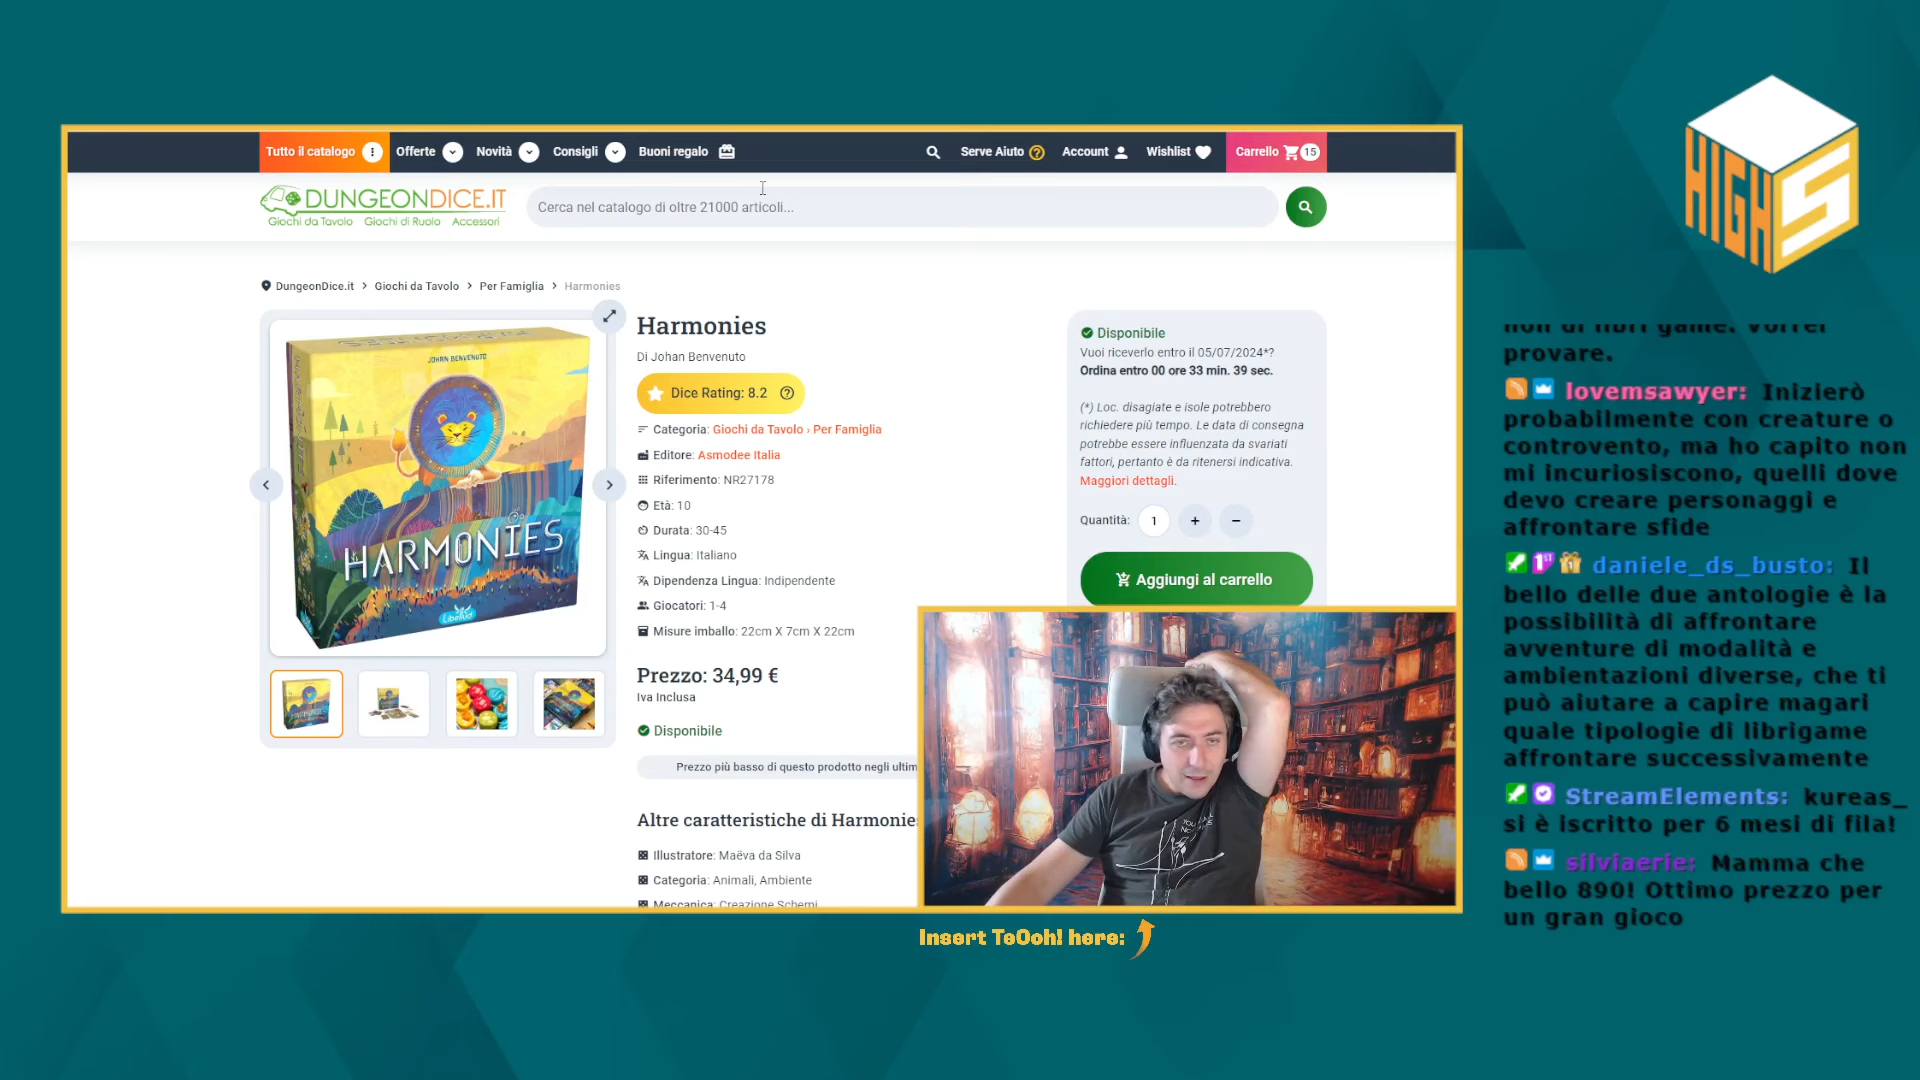 Tutto il catalogo
Offerte
Novità
Consigli
Buoni regalo
Serve Aiuto
Account
Wishlist
Carrello 15
DUNGEONDICE.IT
Giochi da Tavolo Giochi di Ruolo Accessori
Cerca nel catalogo di oltre 21000 articoli...
DungeonDice.it > Giochi da Tavolo > Per Famiglia > Harmonies
JOHAN BENVENUTO
HARMONIES
Libellud
Harmonies
Di Johan Benvenuto
Dice Rating: 8.2
Categoria: Giochi da Tavolo › Per Famiglia
Editore: Asmodee Italia
Riferimento: NR27178
Età: 10
Durata: 30-45
Lingua: Italiano
Dipendenza Lingua: Indipendente
Giocatori: 1-4
Misure imballo: 22cm X 7cm X 22cm
Prezzo: 34,99 €
Iva Inclusa
Disponibile
Prezzo più basso di questo prodotto negli ultim
Altre caratteristiche di Harmonies
Illustratore: Maëva da Silva
Categoria: Animali, Ambiente
Meccanica: Creazione Schemi
Disponibile
Vuoi riceverlo entro il 05/07/2024*?
Ordina entro 00 ore 33 min. 39 sec.
(*) Loc. disagiate e isole potrebbero
richiedere più tempo. Le data di consegna
potrebbe essere influenzata da svariati
fattori, pertanto è da ritenersi indicativa.
Maggiori dettagli.
Quantità: 1 + −
Aggiungi al carrello
Insert TeOoh! here:
HIGH5
non di libri game. Vorrei
provare.
lovemsawyer: Inizierò
probabilmente con creature o
controvento, ma ho capito non
mi incuriosiscono, quelli dove
devo creare personaggi e
affrontare sfide
daniele_ds_busto: Il
bello delle due antologie è la
possibilità di affrontare
avventure di modalità e
ambientazioni diverse, che ti
può aiutare a capire magari
quale tipologie di librigame
affrontare successivamente
StreamElements: kureas_
si è iscritto per 6 mesi di fila!
silviaerie: Mamma che
bello 890! Ottimo prezzo per
un gran gioco